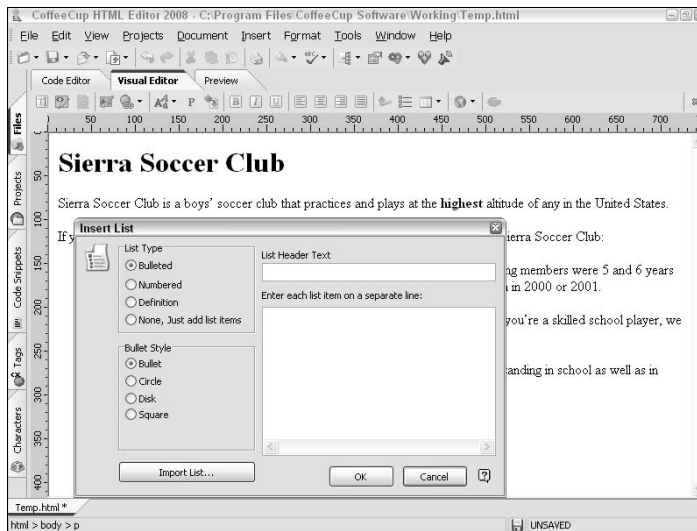 CoffeeCup HTML Editor 2008 - C:\Program Files\CoffeeCup Software\Working\Temp.html
File Edit View Projects Document Insert Format Tools Window Help
Code Editor Visual Editor Preview
50 100 150 200 250 300 350 400 450 500 550 600 650 700
Files
Projects
Code Snippets
Tags
Characters
50
100
150
200
250
300
350
400
Sierra Soccer Club
Sierra Soccer Club is a boys' soccer club that practices and plays at the highest altitude of any in the United States.
If y
ierra Soccer Club:
ng members were 5 and 6 years
in 2000 or 2001.
you're a skilled school player, we
anding in school as well as in
Insert List
List Type
Bulleted
Numbered
Definition
None, Just add list items
Bullet Style
Bullet
Circle
Disk
Square
Import List...
List Header Text
Enter each list item on a separate line:
OK Cancel
Temp.html *
html > body > p
UNSAVED